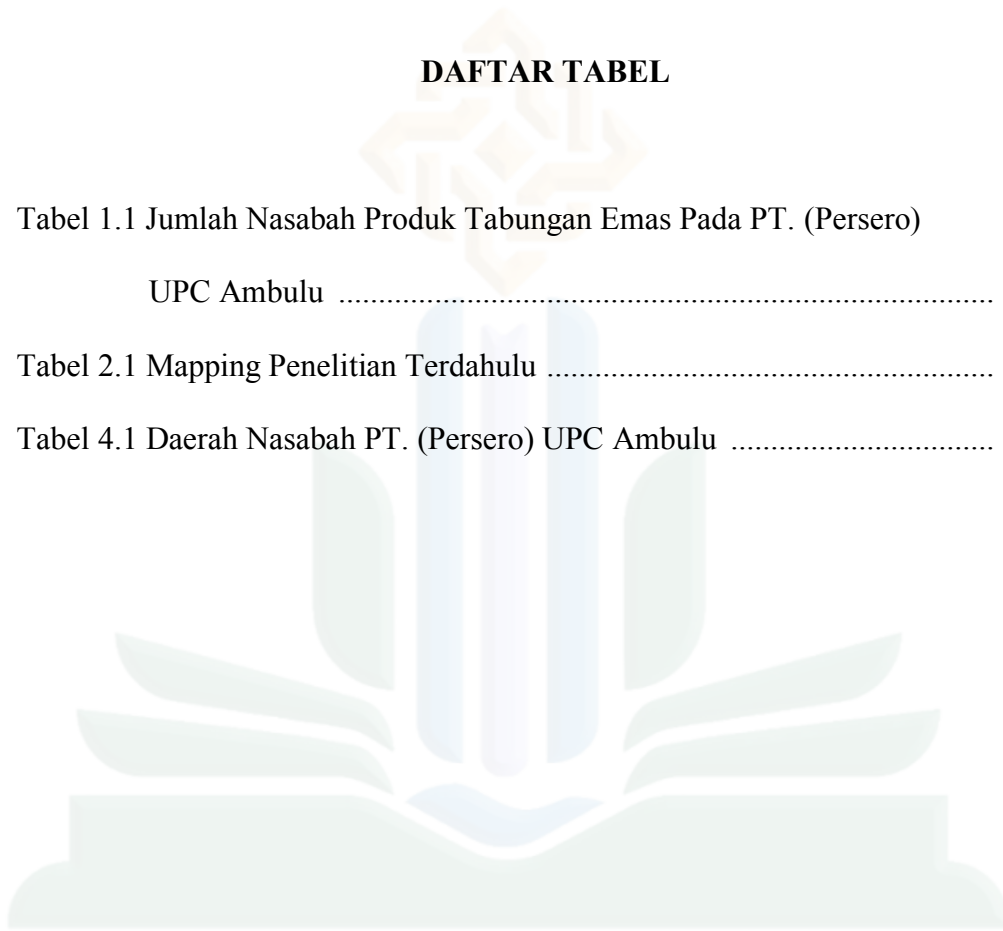 DAFTAR TABEL
Tabel 1.1 Jumlah Nasabah Produk Tabungan Emas Pada PT. (Persero)
UPC Ambulu ....................................................................................
Tabel 2.1 Mapping Penelitian Terdahulu .........................................................
Tabel 4.1 Daerah Nasabah PT. (Persero) UPC Ambulu ..................................